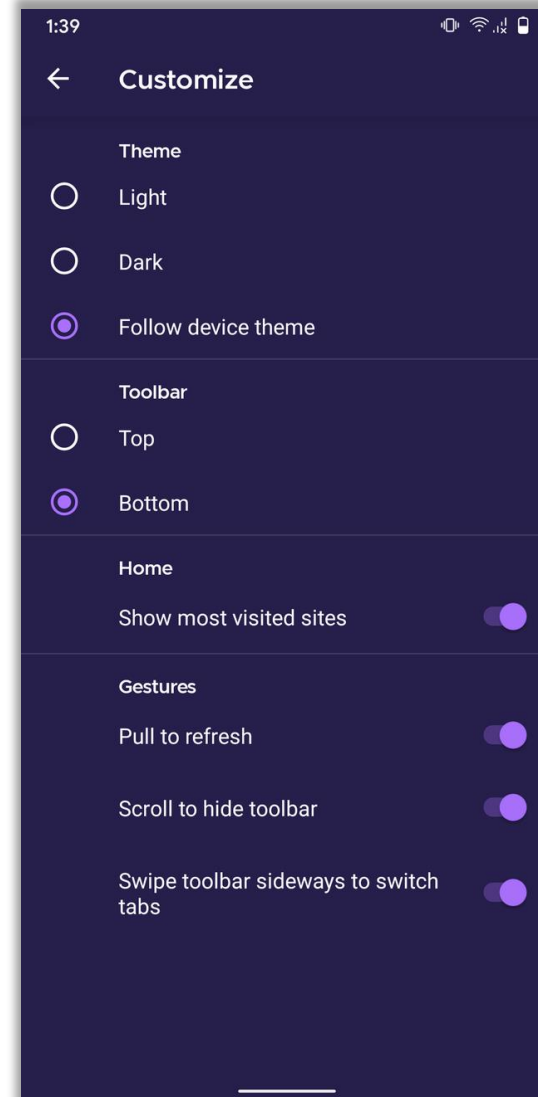 1:39
Customize
Theme
Light
Dark
Follow device theme
Toolbar
Top
Bottom
Home
Show most visited sites
Gestures
Pull to refresh
Scroll to hide toolbar
Swipe toolbar sideways to switch
tabs